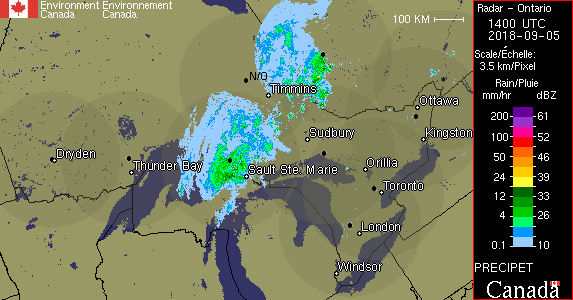 Environment Environnement
Canada Canada
100 KM
Radar - Ontario
1400 UTC
2018-09-05
Scale/Échelle:
3.5 km/Pixel
Rain/Pluie
mm/hr dBZ
200 61
100 52
50 46
24 39
12 33
4 26
2 20
0.1 10
PRECIPET
Canada
N/O
Timmins
Ottawa
Sudbury
Kingston
Dryden
Thunder Bay
Sault Ste. Marie
Orillia
Toronto
London
Windsor